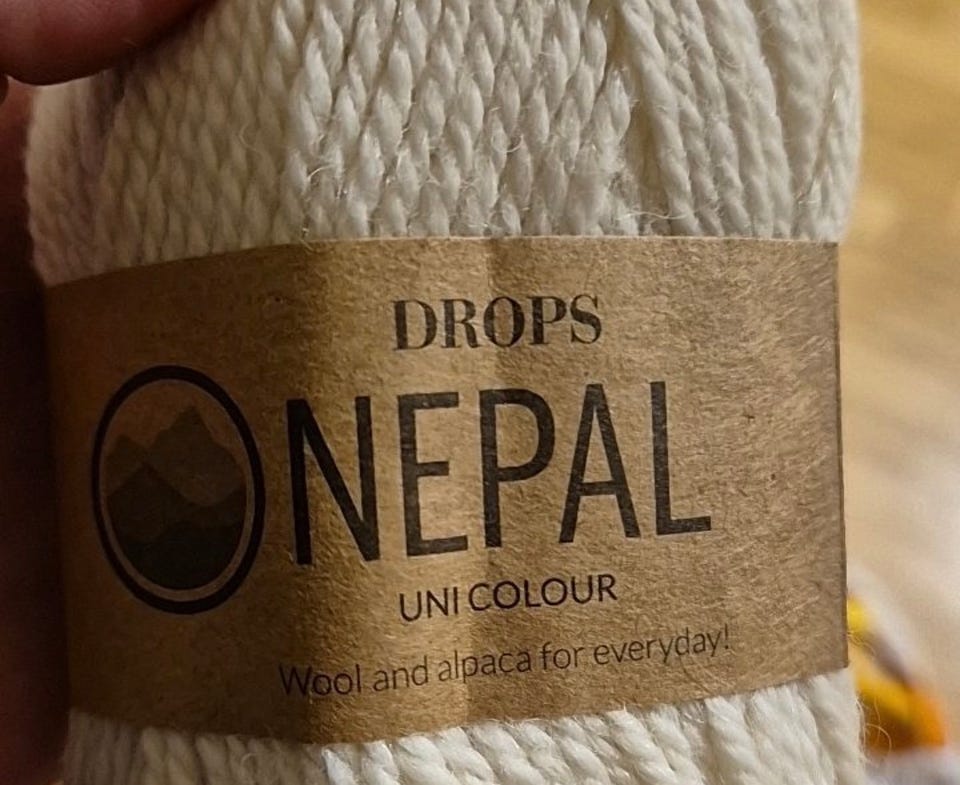 DROPS
NEPAL
UNI COLOUR
Wool and alpaca for everyday!